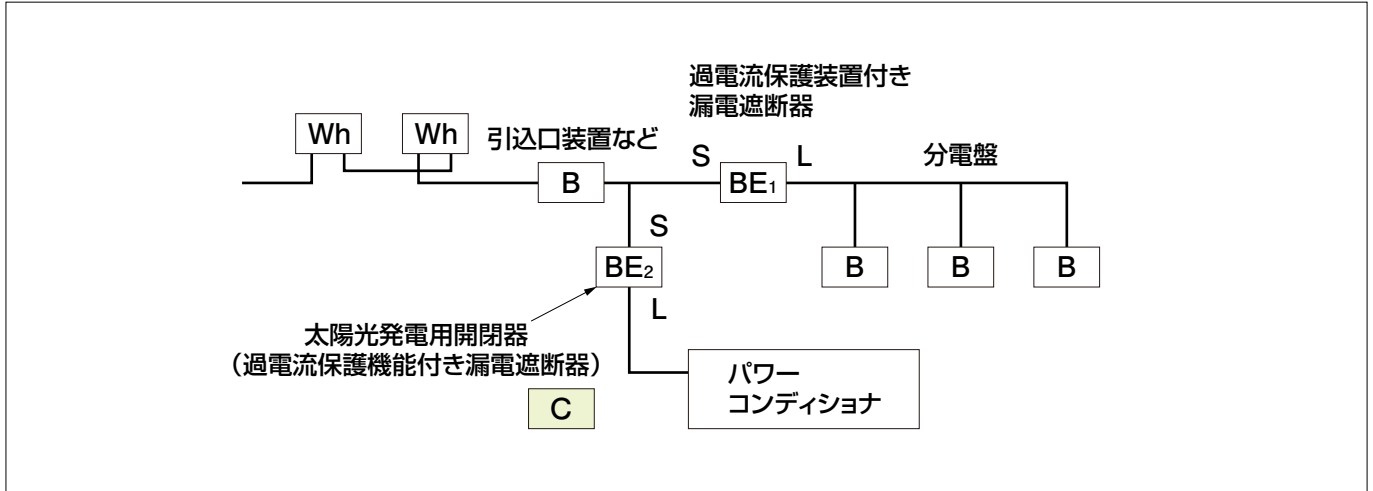 過電流保護装置付き
漏電遮断器
Wh
Wh
引込口装置など
S
L
分電盤
B
BE₁
S
BE₂
B
B
B
L
太陽光発電用開閉器
（過電流保護機能付き漏電遮断器）
パワー
コンディショナ
C